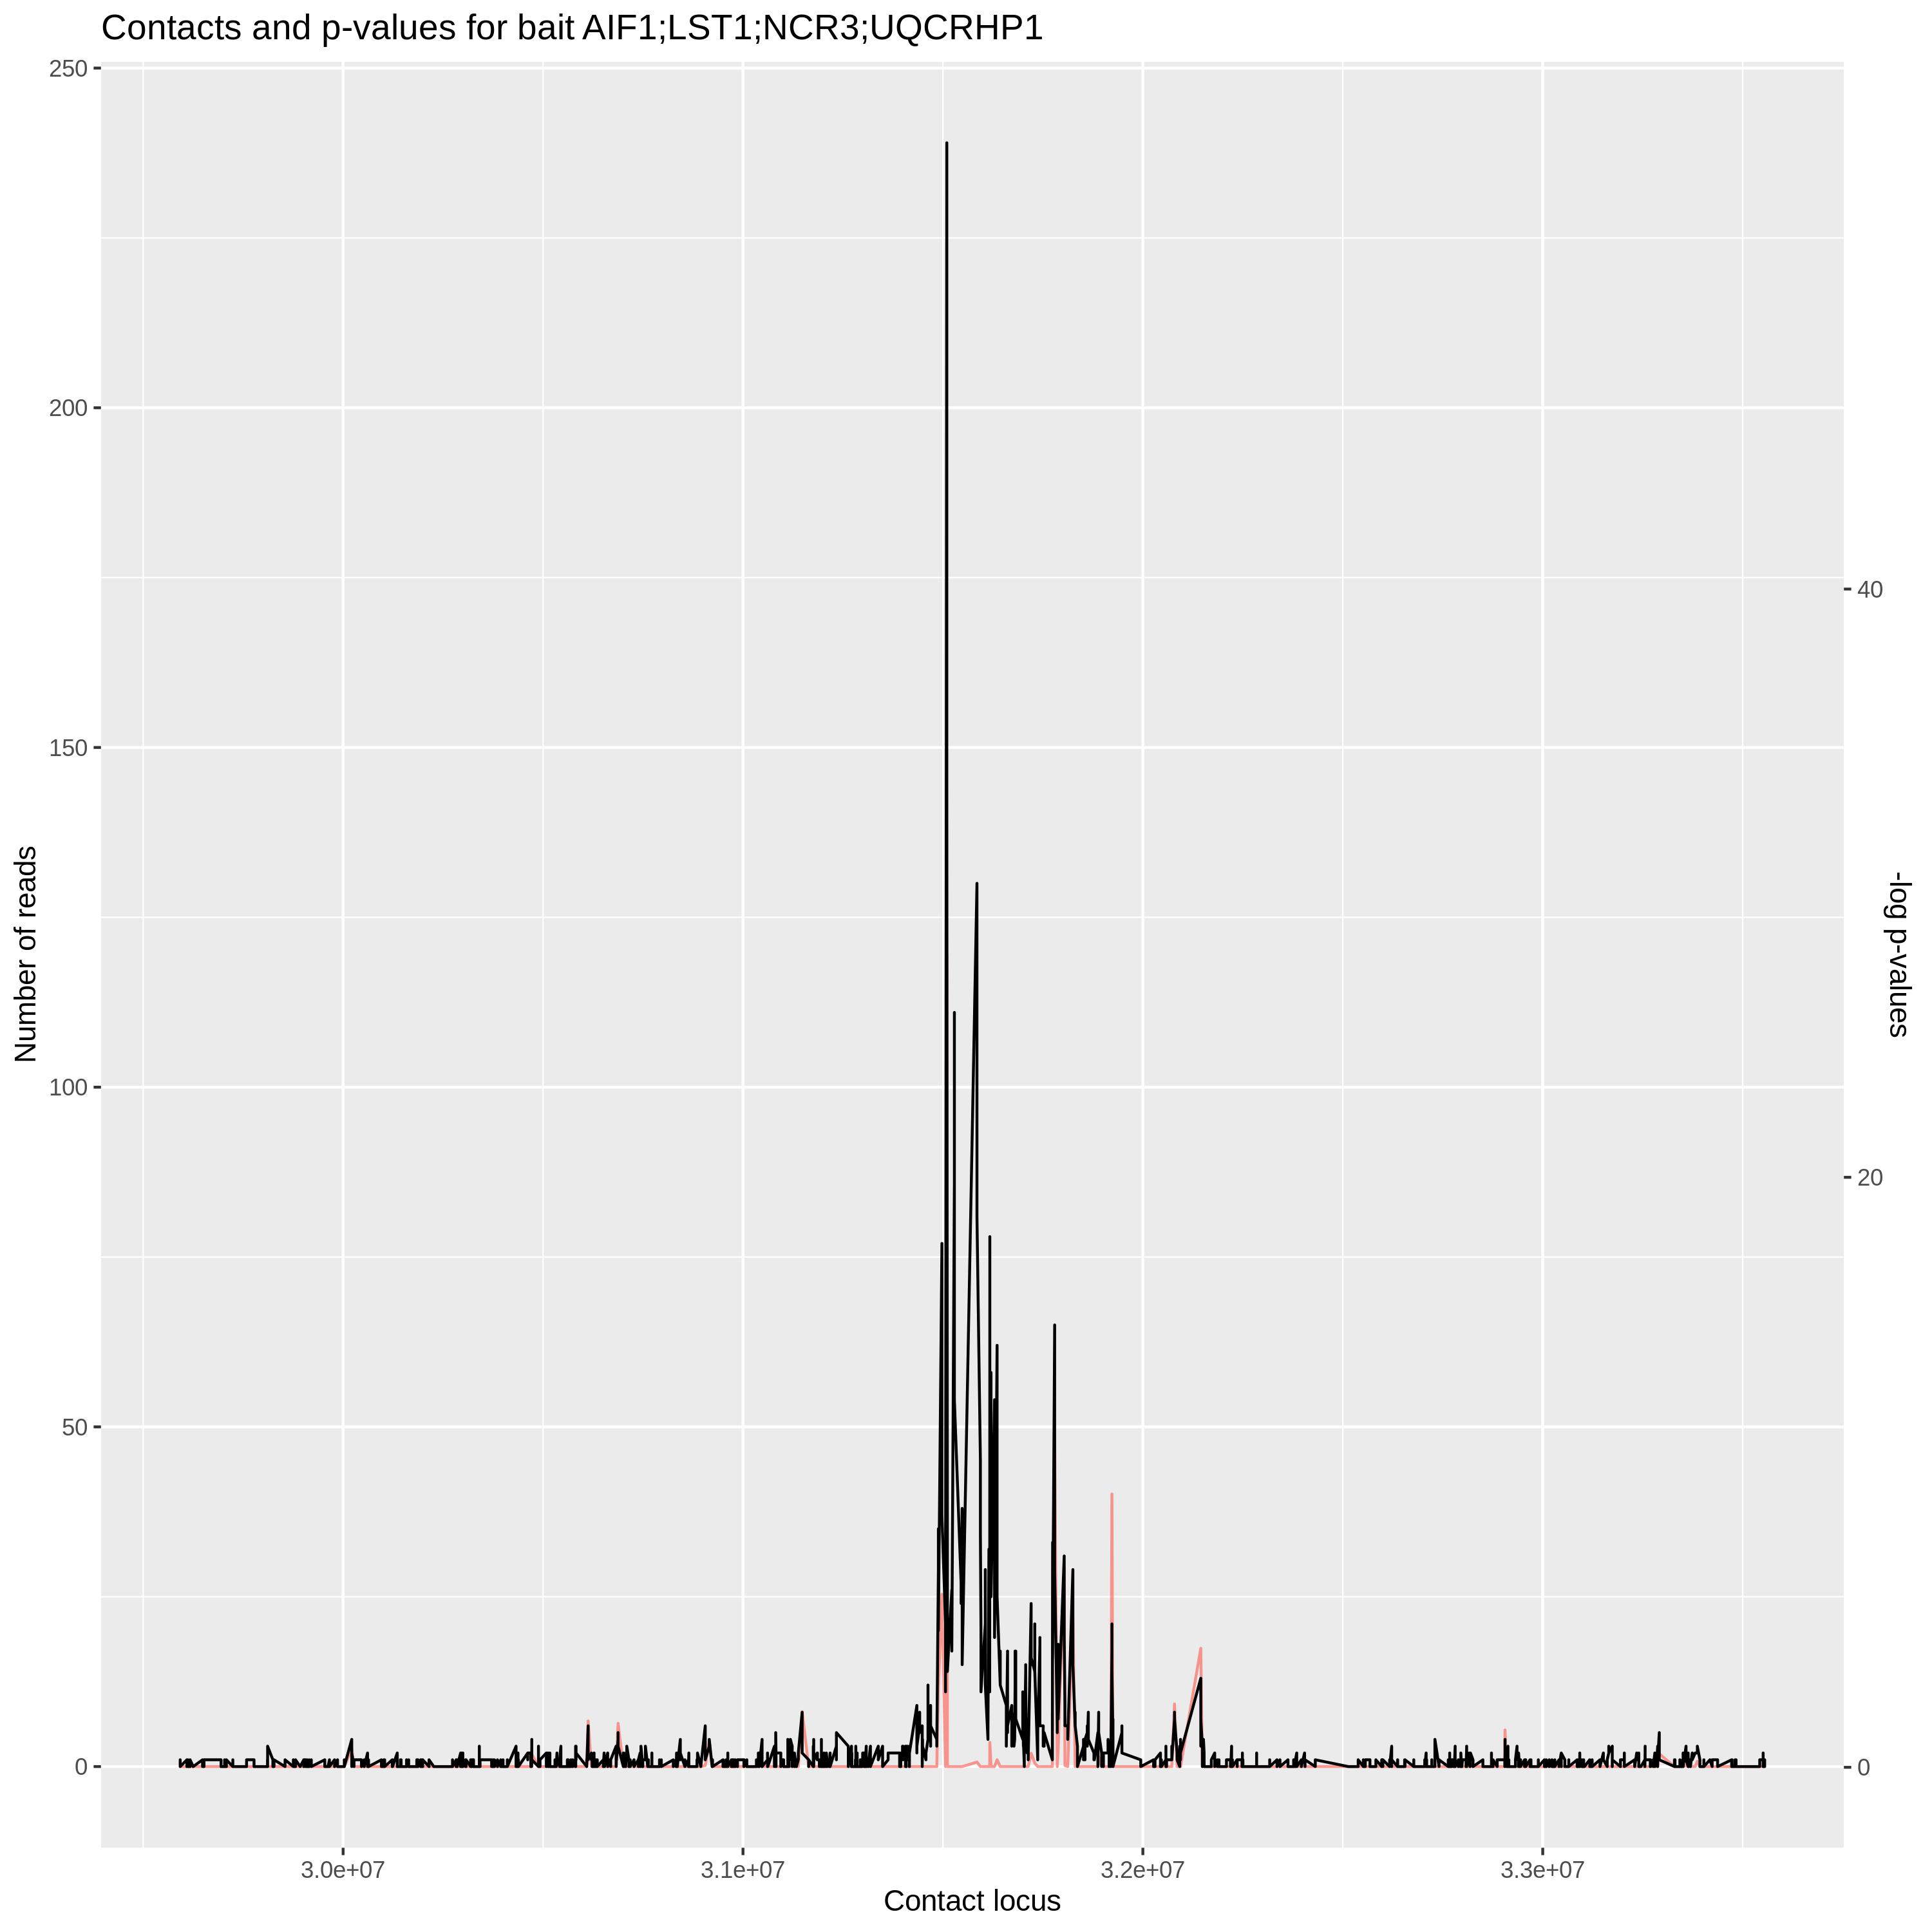 Contacts and p-values for bait AIF1;LST1;NCR3;UQCRHP1
250
200
150
100
50
0
Number of reads
40
20
0
-log p-values
3.0e+07
3.1e+07
3.2e+07
3.3e+07
Contact locus